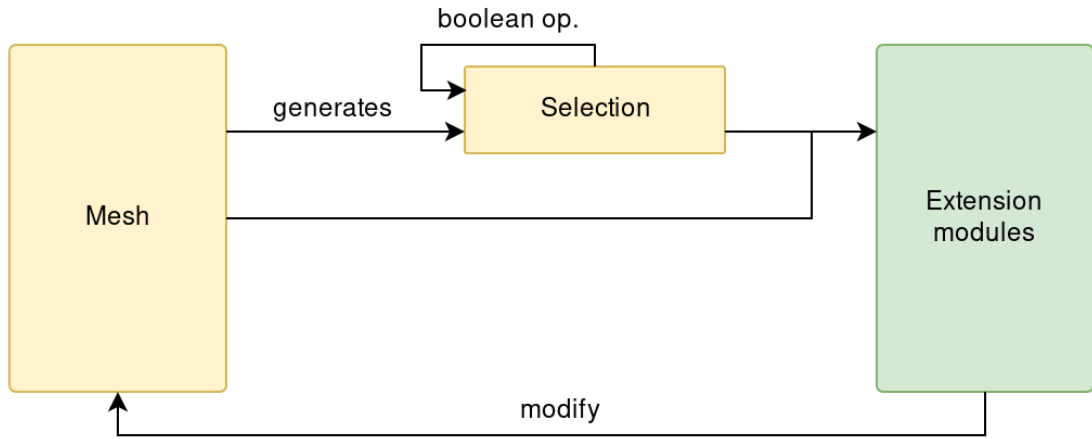 boolean op.
generates
Selection
Mesh
Extension
modules
modify